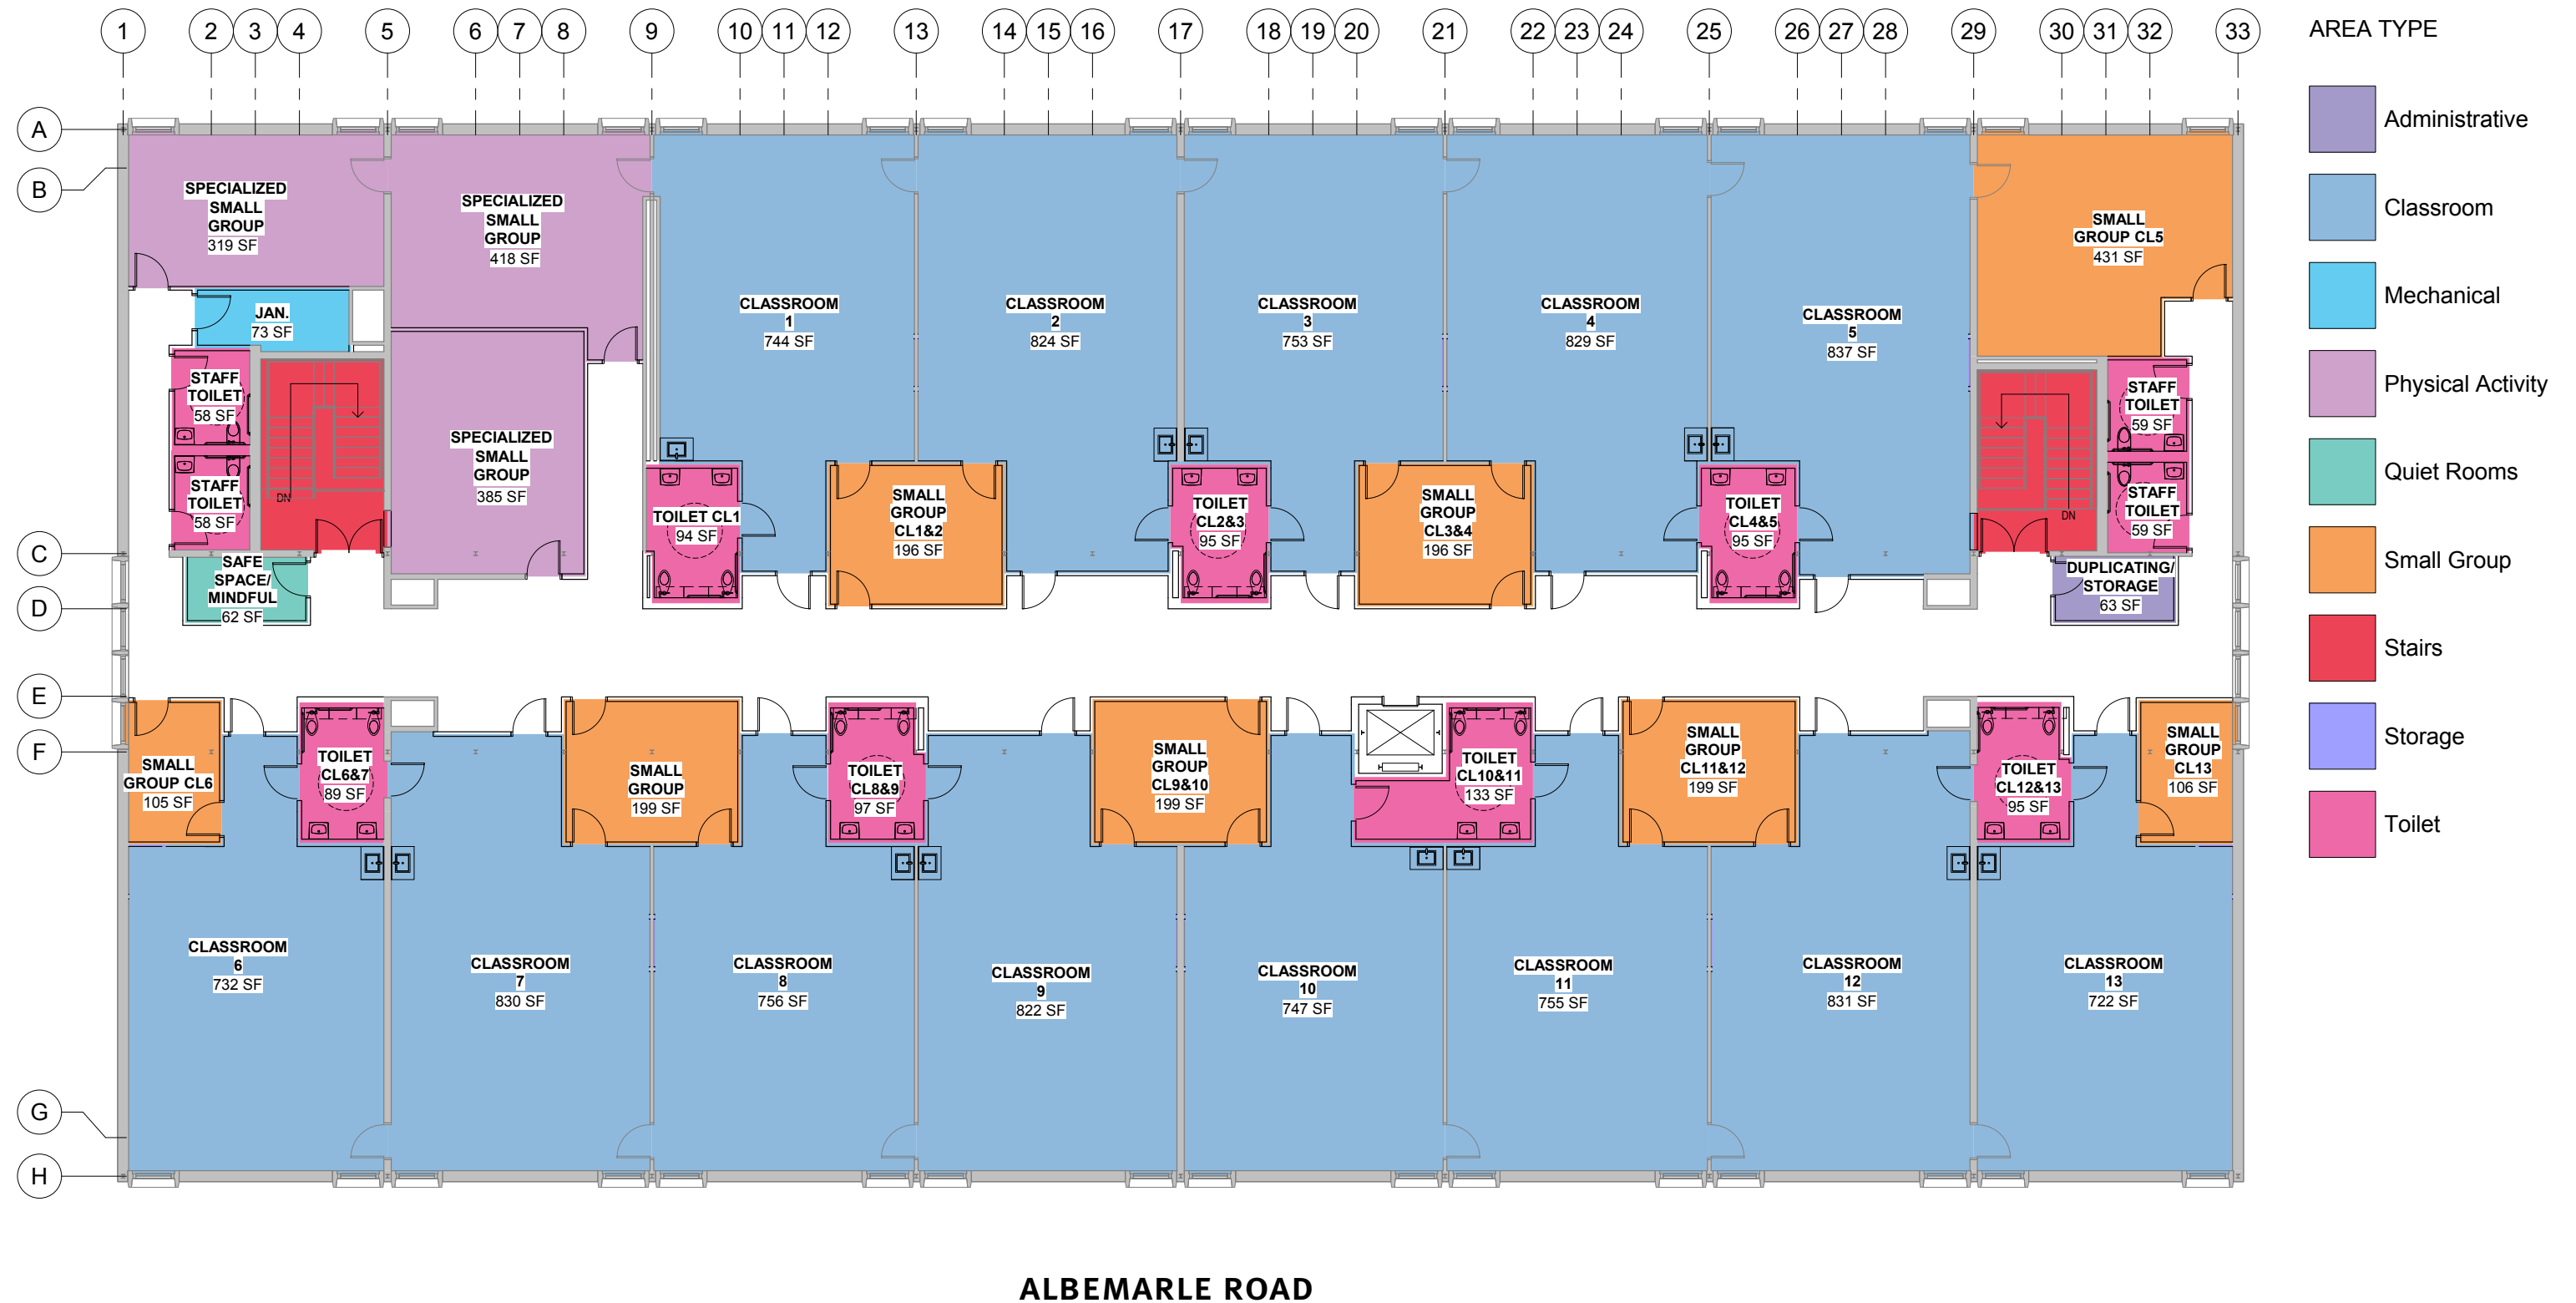 1 2 3 4 5 6 7 8 9 10 11 12 13 14 15 16 17 18 19 20 21 22 23 24 25 26 27 28 29 30 31 32 33
A
B
C
D
E
F
G
H
SPECIALIZED
SMALL
GROUP
319 SF
SPECIALIZED
SMALL
GROUP
418 SF
JAN.
73 SF
STAFF
TOILET
58 SF
STAFF
TOILET
58 SF
DN
SAFE
SPACE/
MINDFUL
62 SF
SPECIALIZED
SMALL
GROUP
385 SF
CLASSROOM
1
744 SF
TOILET CL1
94 SF
SMALL
GROUP
CL1&2
196 SF
CLASSROOM
2
824 SF
TOILET
CL2&3
95 SF
CLASSROOM
3
753 SF
SMALL
GROUP
CL3&4
196 SF
CLASSROOM
4
829 SF
TOILET
CL4&5
95 SF
CLASSROOM
5
837 SF
SMALL
GROUP CL5
431 SF
STAFF
TOILET
59 SF
STAFF
TOILET
59 SF
DN
DUPLICATING/
STORAGE
63 SF
SMALL
GROUP CL6
105 SF
TOILET
CL6&7
89 SF
SMALL
GROUP
199 SF
TOILET
CL8&9
97 SF
SMALL
GROUP
CL9&10
199 SF
TOILET
CL10&11
133 SF
SMALL
GROUP
CL11&12
199 SF
TOILET
CL12&13
95 SF
SMALL
GROUP
CL13
106 SF
CLASSROOM
6
732 SF
CLASSROOM
7
830 SF
CLASSROOM
8
756 SF
CLASSROOM
9
822 SF
CLASSROOM
10
747 SF
CLASSROOM
11
755 SF
CLASSROOM
12
831 SF
CLASSROOM
13
722 SF
AREA TYPE
Administrative
Classroom
Mechanical
Physical Activity
Quiet Rooms
Small Group
Stairs
Storage
Toilet
ALBEMARLE ROAD